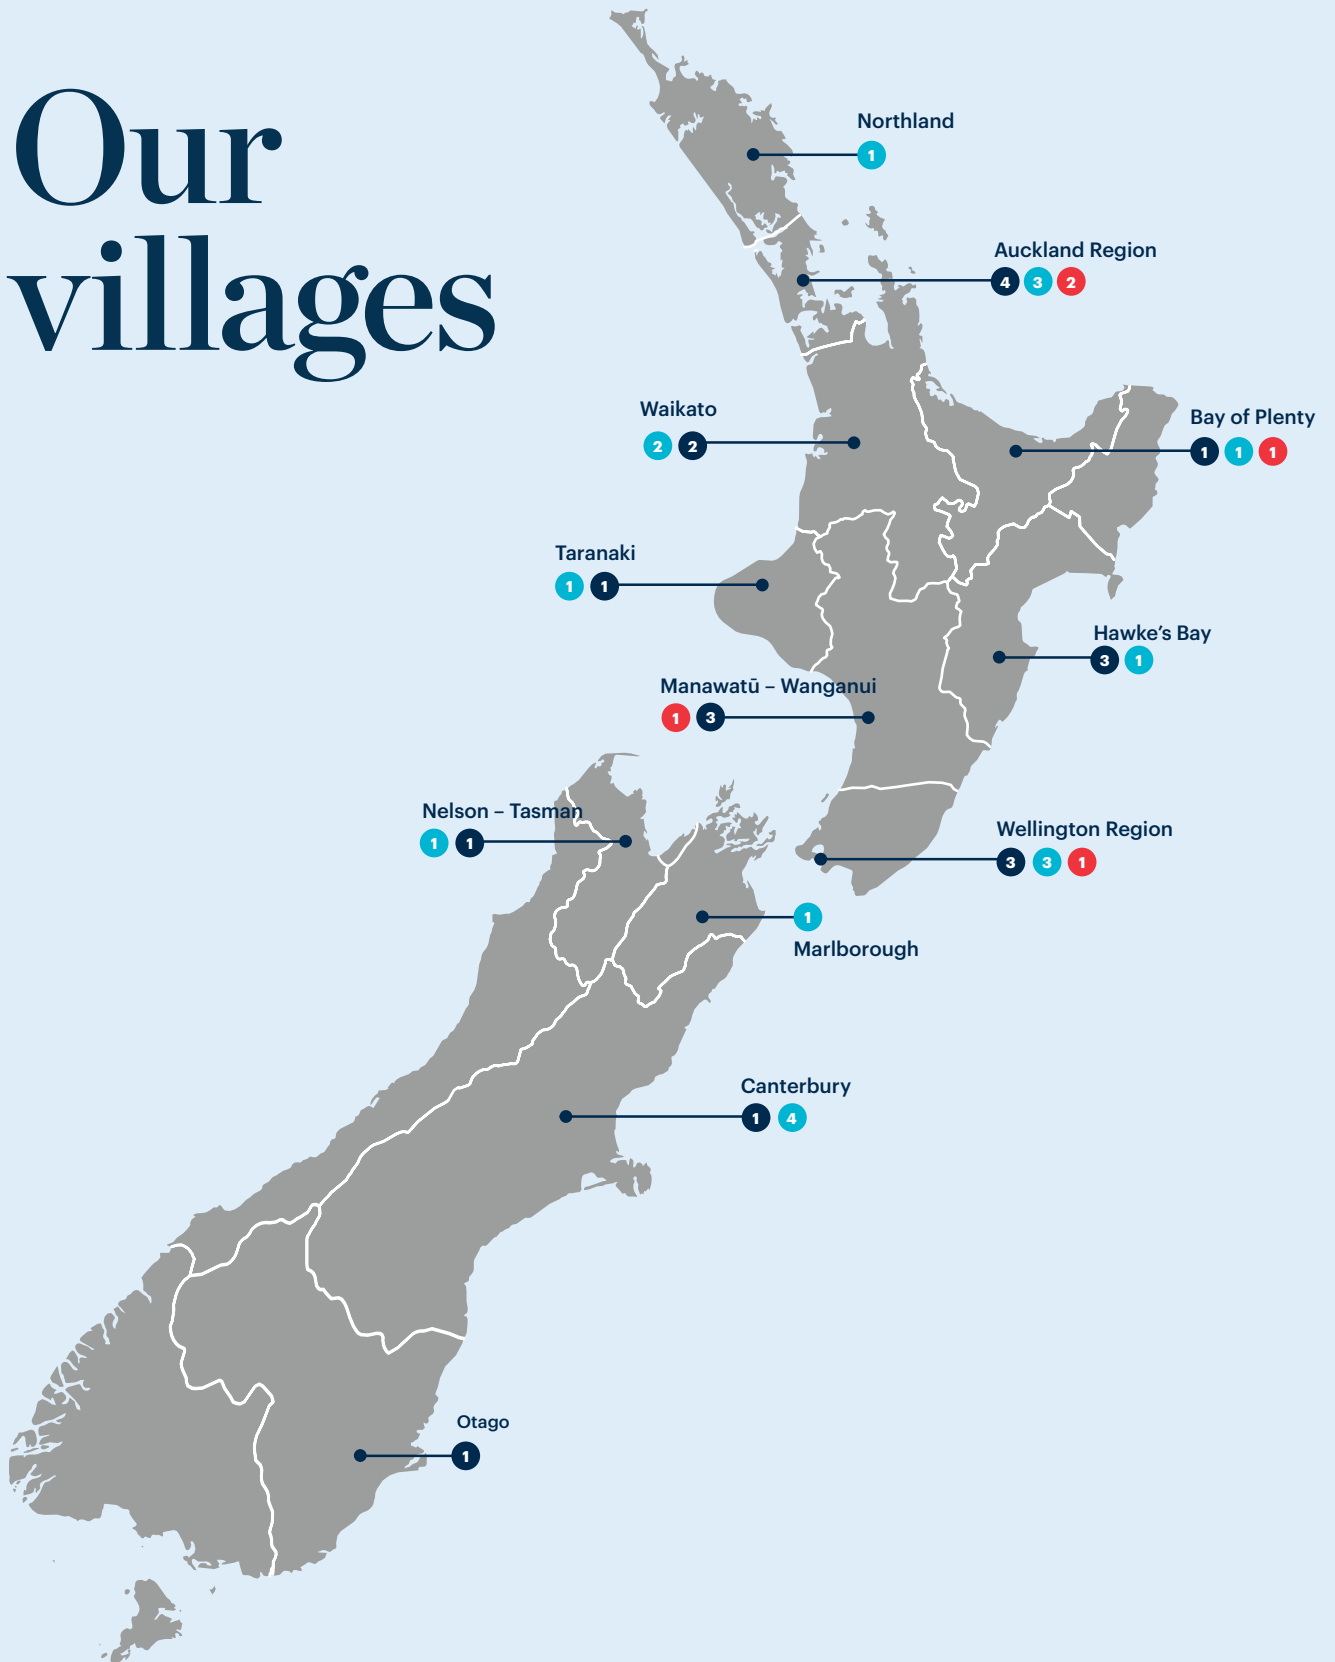 Our
villages
Northland
1
Auckland Region
4 3 2
Waikato
2 2
Bay of Plenty
1 1 1
Taranaki
1 1
Hawke’s Bay
3 1
Manawatū – Wanganui
1 3
Nelson – Tasman
1 1
Wellington Region
3 3 1
1
Marlborough
Canterbury
1 4
Otago
1